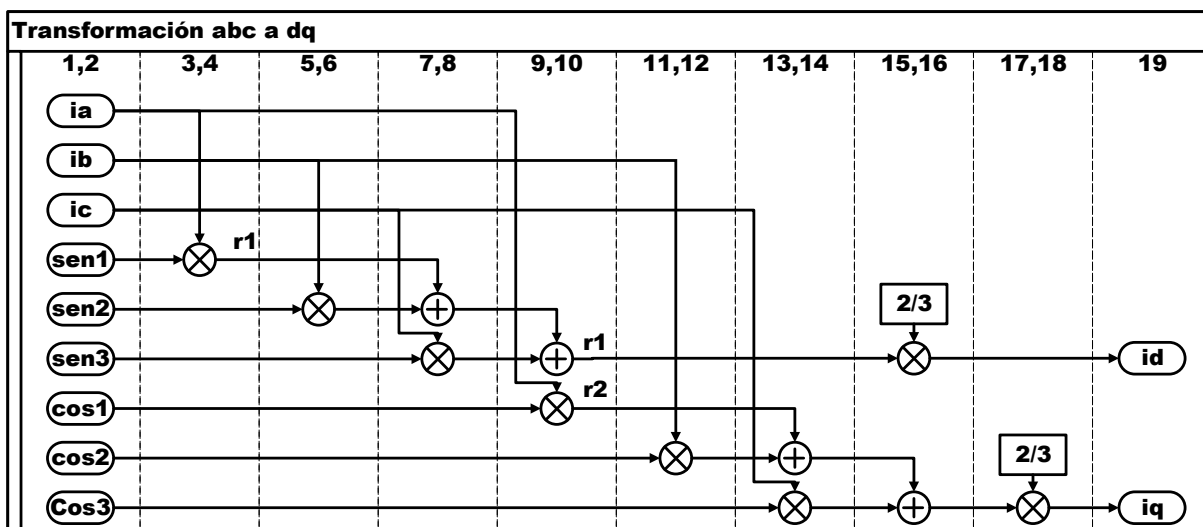 Transformación abc a dq
1,2 3,4 5,6 7,8 9,10 11,12 13,14 15,16 17,18 19
ia
ib
ic
sen1 r1
sen2 2/3
sen3 r1 id
cos1 r2
cos2 2/3
Cos3 iq